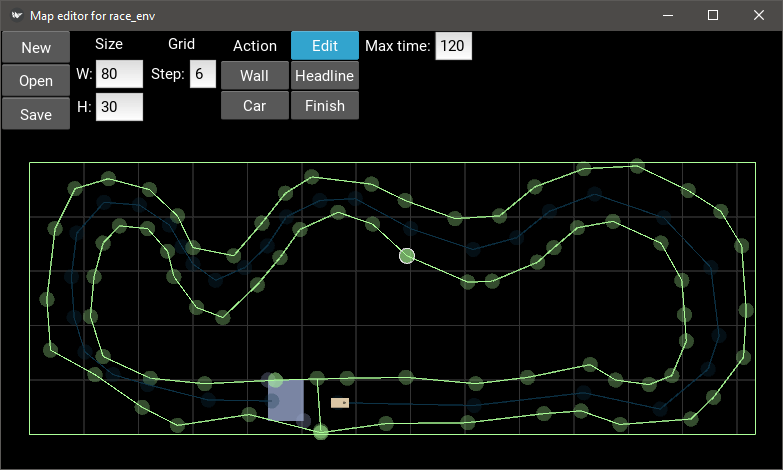 Map editor for race_env
New Size Grid Action Edit Max time: 120
Open W: 80 Step: 6 Wall Headline
Save H: 30 Car Finish